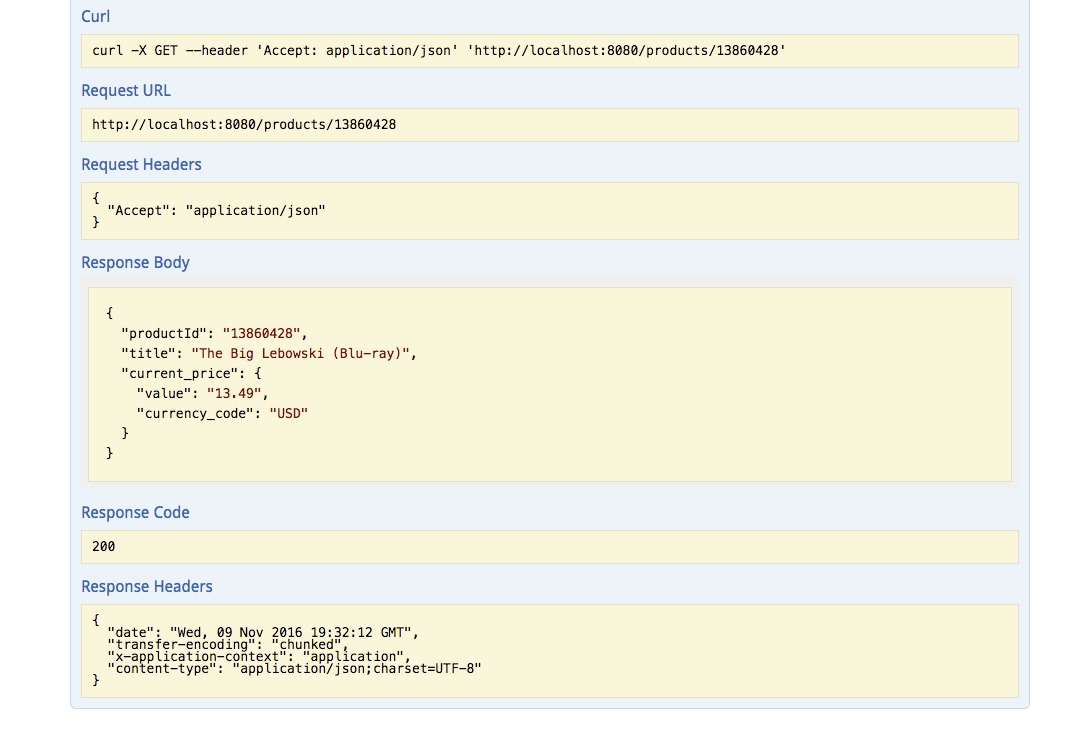 Curl
curl -X GET --header 'Accept: application/json' 'http://localhost:8080/products/13860428'
Request URL
http://localhost:8080/products/13860428
Request Headers
{
  "Accept": "application/json"
}
Response Body
{
  "productId": "13860428",
  "title": "The Big Lebowski (Blu-ray)",
  "current_price": {
    "value": "13.49",
    "currency_code": "USD"
  }
}
Response Code
200
Response Headers
{
  "date": "Wed, 09 Nov 2016 19:32:12 GMT",
  "transfer-encoding": "chunked",
  "x-application-context": "application",
  "content-type": "application/json;charset=UTF-8"
}